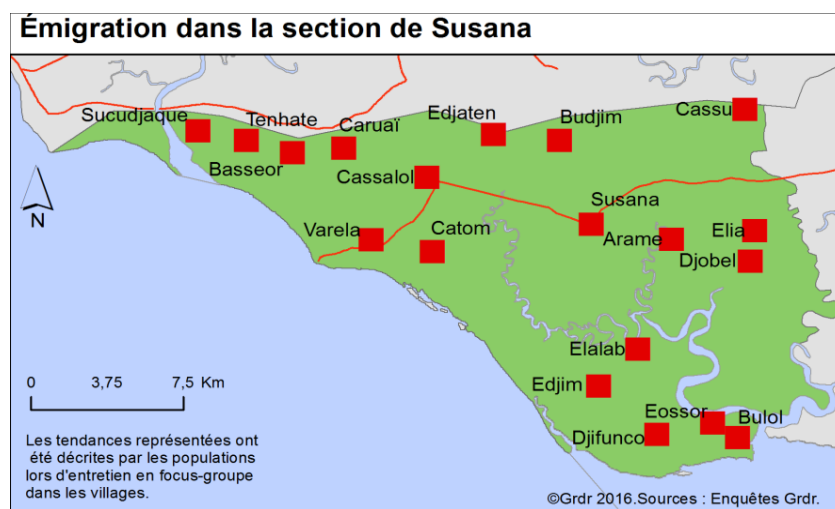 Émigration dans la section de Susana
Sucudjaque
Tenhate
Caruaï
Edjaten
Budjim
Cassu
Basseor
Cassalol
Susana
Varela
Catom
Arame
Elia
Djobel
N
Elalab
0 3,75 7,5 Km
Edjim
Eossor
Bulol
Djifunco
Les tendances représentées ont
été décrites par les populations
lors d'entretien en focus-groupe
dans les villages.
©Grdr 2016.Sources : Enquêtes Grdr.